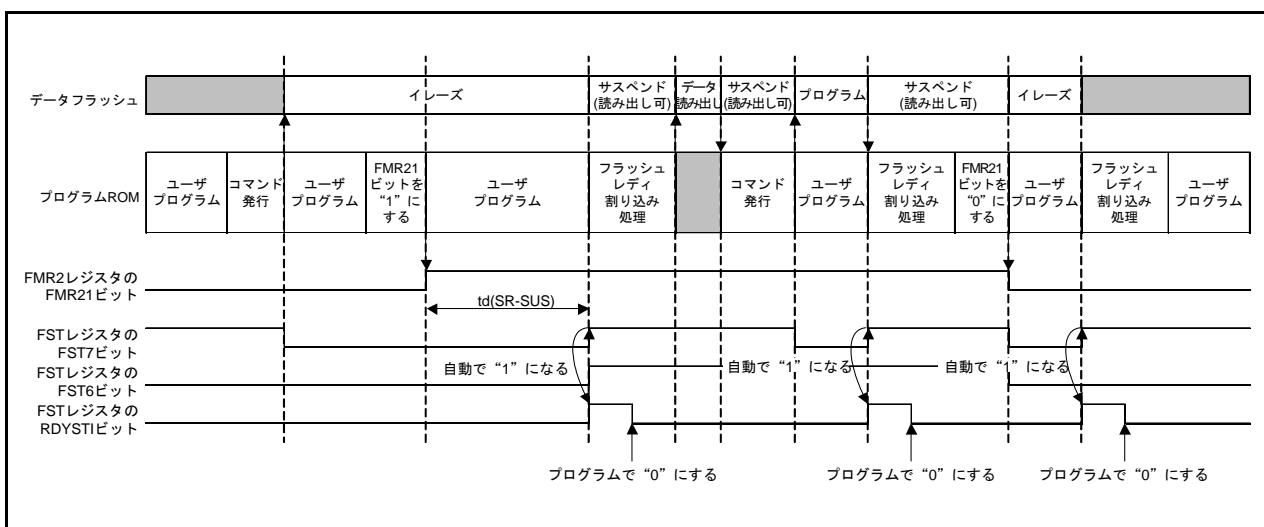 データフラッシュ
イレーズ
サスペンド
(読み出し可)
データ
読み出し
サスペンド
(読み出し可)
プログラム
サスペンド
(読み出し可)
イレーズ
プログラムROM
ユーザ
プログラム
コマンド
発行
ユーザ
プログラム
FMR21
ビットを
“1”に
する
ユーザ
プログラム
フラッシュ
レディ
割り込み
処理
コマンド
発行
ユーザ
プログラム
フラッシュ
レディ
割り込み
処理
FMR21
ビットを
“0”に
する
ユーザ
プログラム
フラッシュ
レディ
割り込み
処理
ユーザ
プログラム
FMR2レジスタの
FMR21ビット
td(SR-SUS)
FSTレジスタの
FST7ビット
自動で“1”になる
自動で“1”になる
自動で“1”になる
FSTレジスタの
FST6ビット
FSTレジスタの
RDYSTIビット
プログラムで“0”にする
プログラムで“0”にする
プログラムで“0”にする